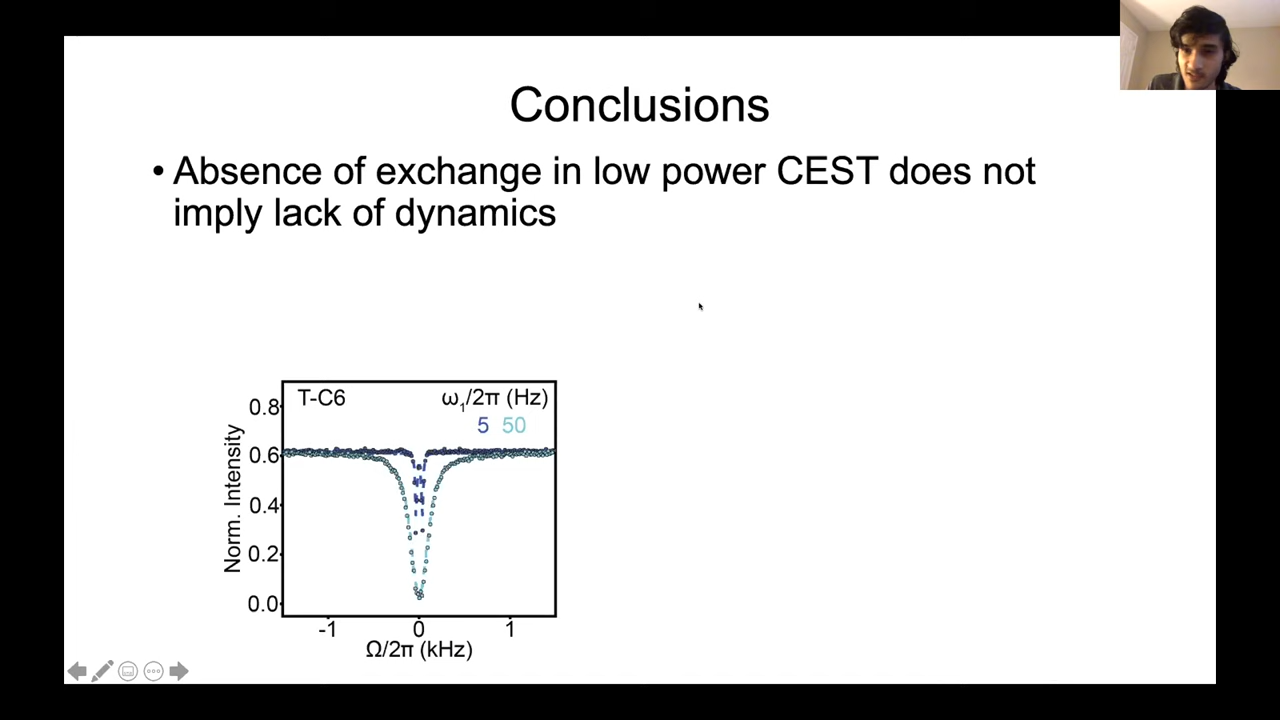 Conclusions
• Absence of exchange in low power CEST does not
imply lack of dynamics
T-C6 ω₁/2π (Hz)
5 50
0.8
0.6
0.4
0.2
0.0
Norm. Intensity
-1 0 1
Ω/2π (kHz)